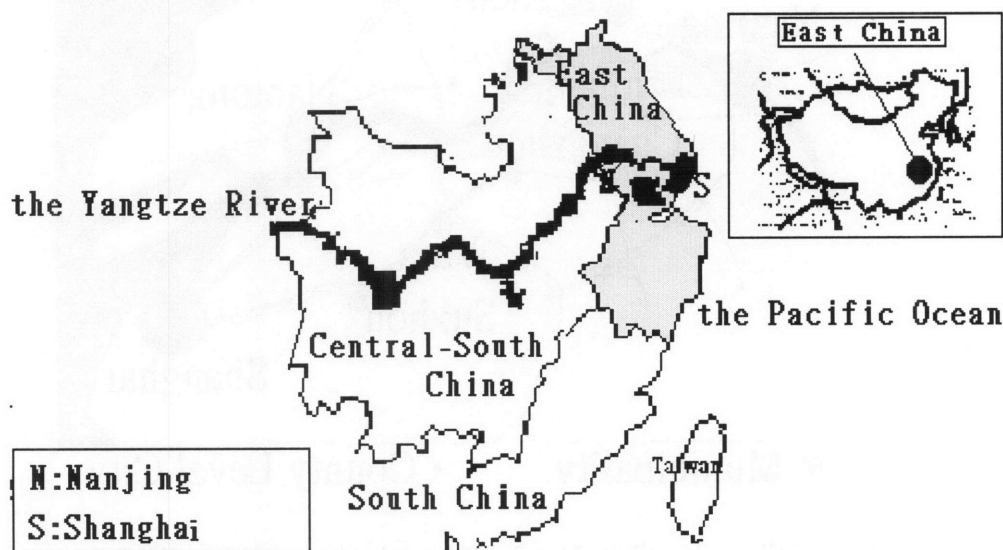 East China
East
China
N
S
the Yangtze River
the Pacific Ocean
Central-South
China
Taiwan
South China
N:Nanjing
S:Shanghai